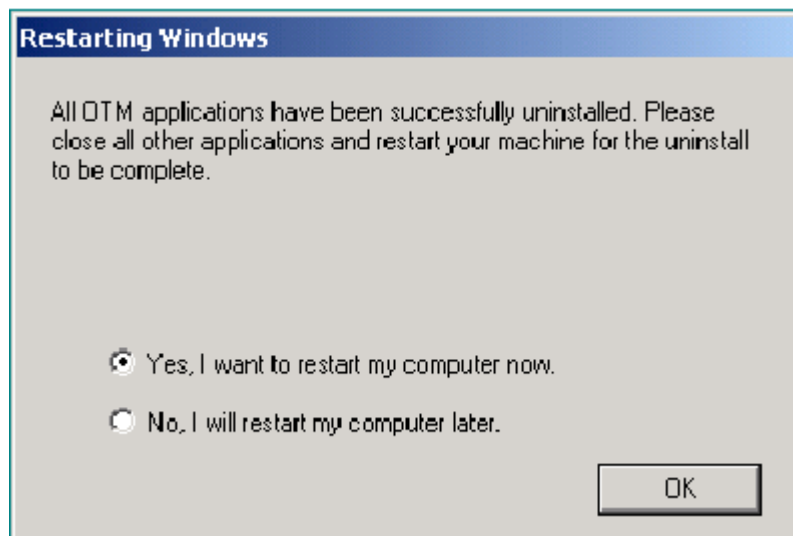 Restarting Windows
All OTM applications have been successfully uninstalled. Please
close all other applications and restart your machine for the uninstall
to be complete.
Yes, I want to restart my computer now.
No, I will restart my computer later.
OK